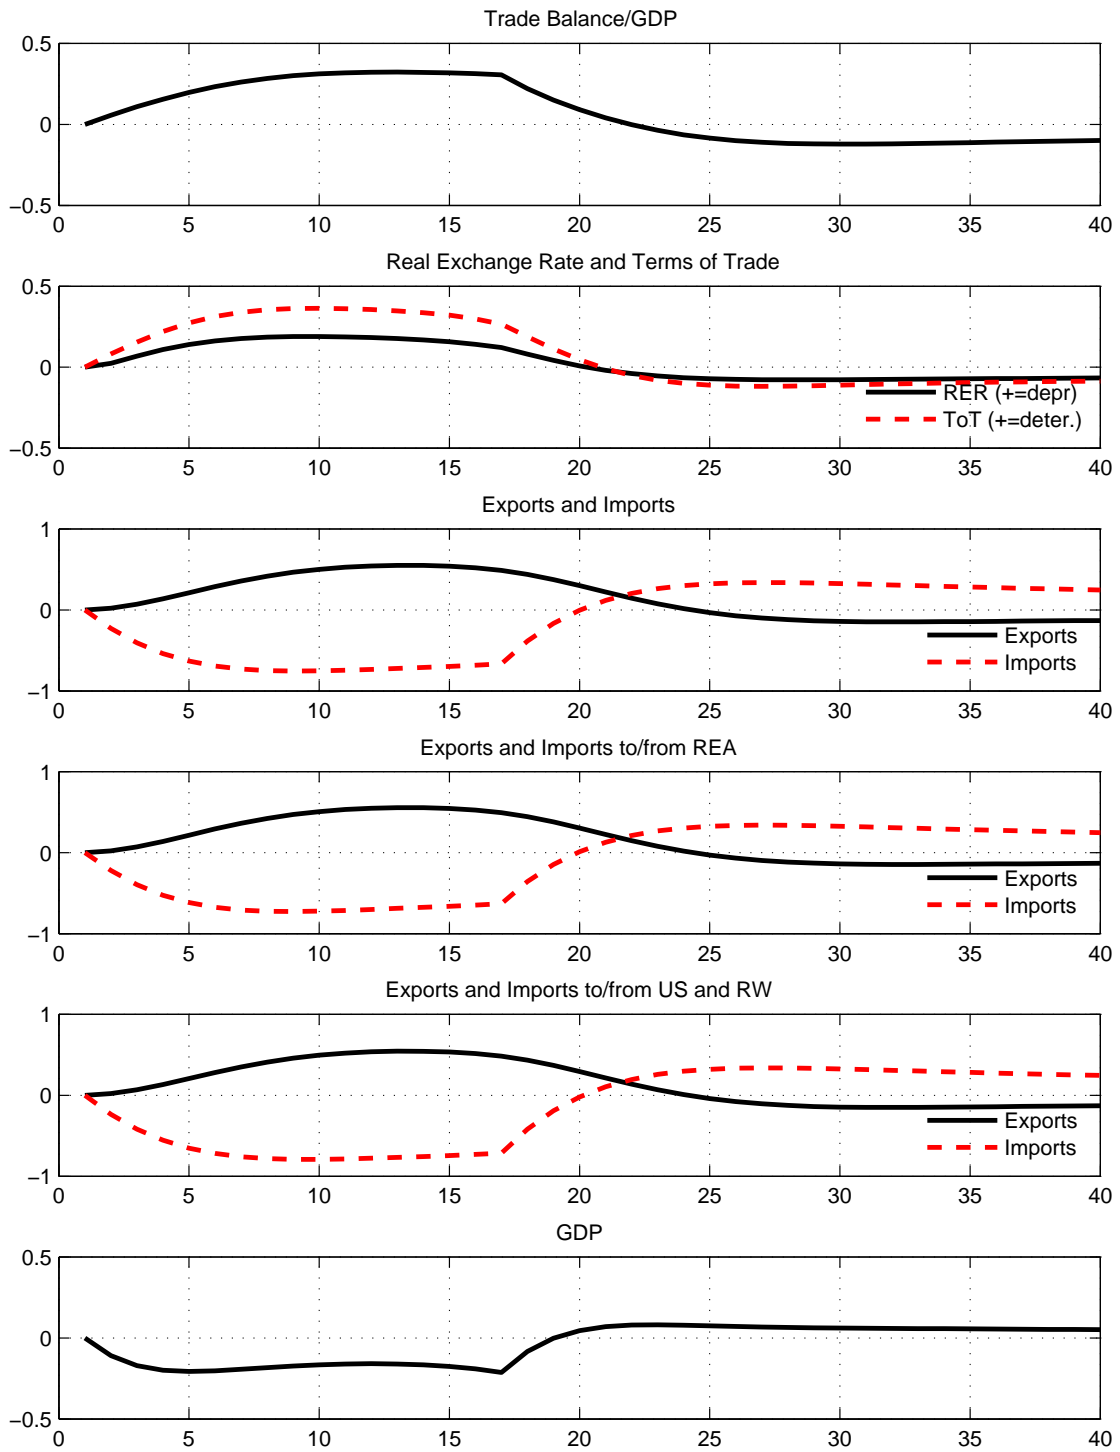 Trade Balance/GDP
0.5
0
−0.5
0 5 10 15 20 25 30 35 40
Real Exchange Rate and Terms of Trade
0.5
0
−0.5
RER (+=depr)
ToT (+=deter.)
0 5 10 15 20 25 30 35 40
Exports and Imports
1
0
−1
Exports
Imports
0 5 10 15 20 25 30 35 40
Exports and Imports to/from REA
1
0
−1
Exports
Imports
0 5 10 15 20 25 30 35 40
Exports and Imports to/from US and RW
1
0
−1
Exports
Imports
0 5 10 15 20 25 30 35 40
GDP
0.5
0
−0.5
0 5 10 15 20 25 30 35 40